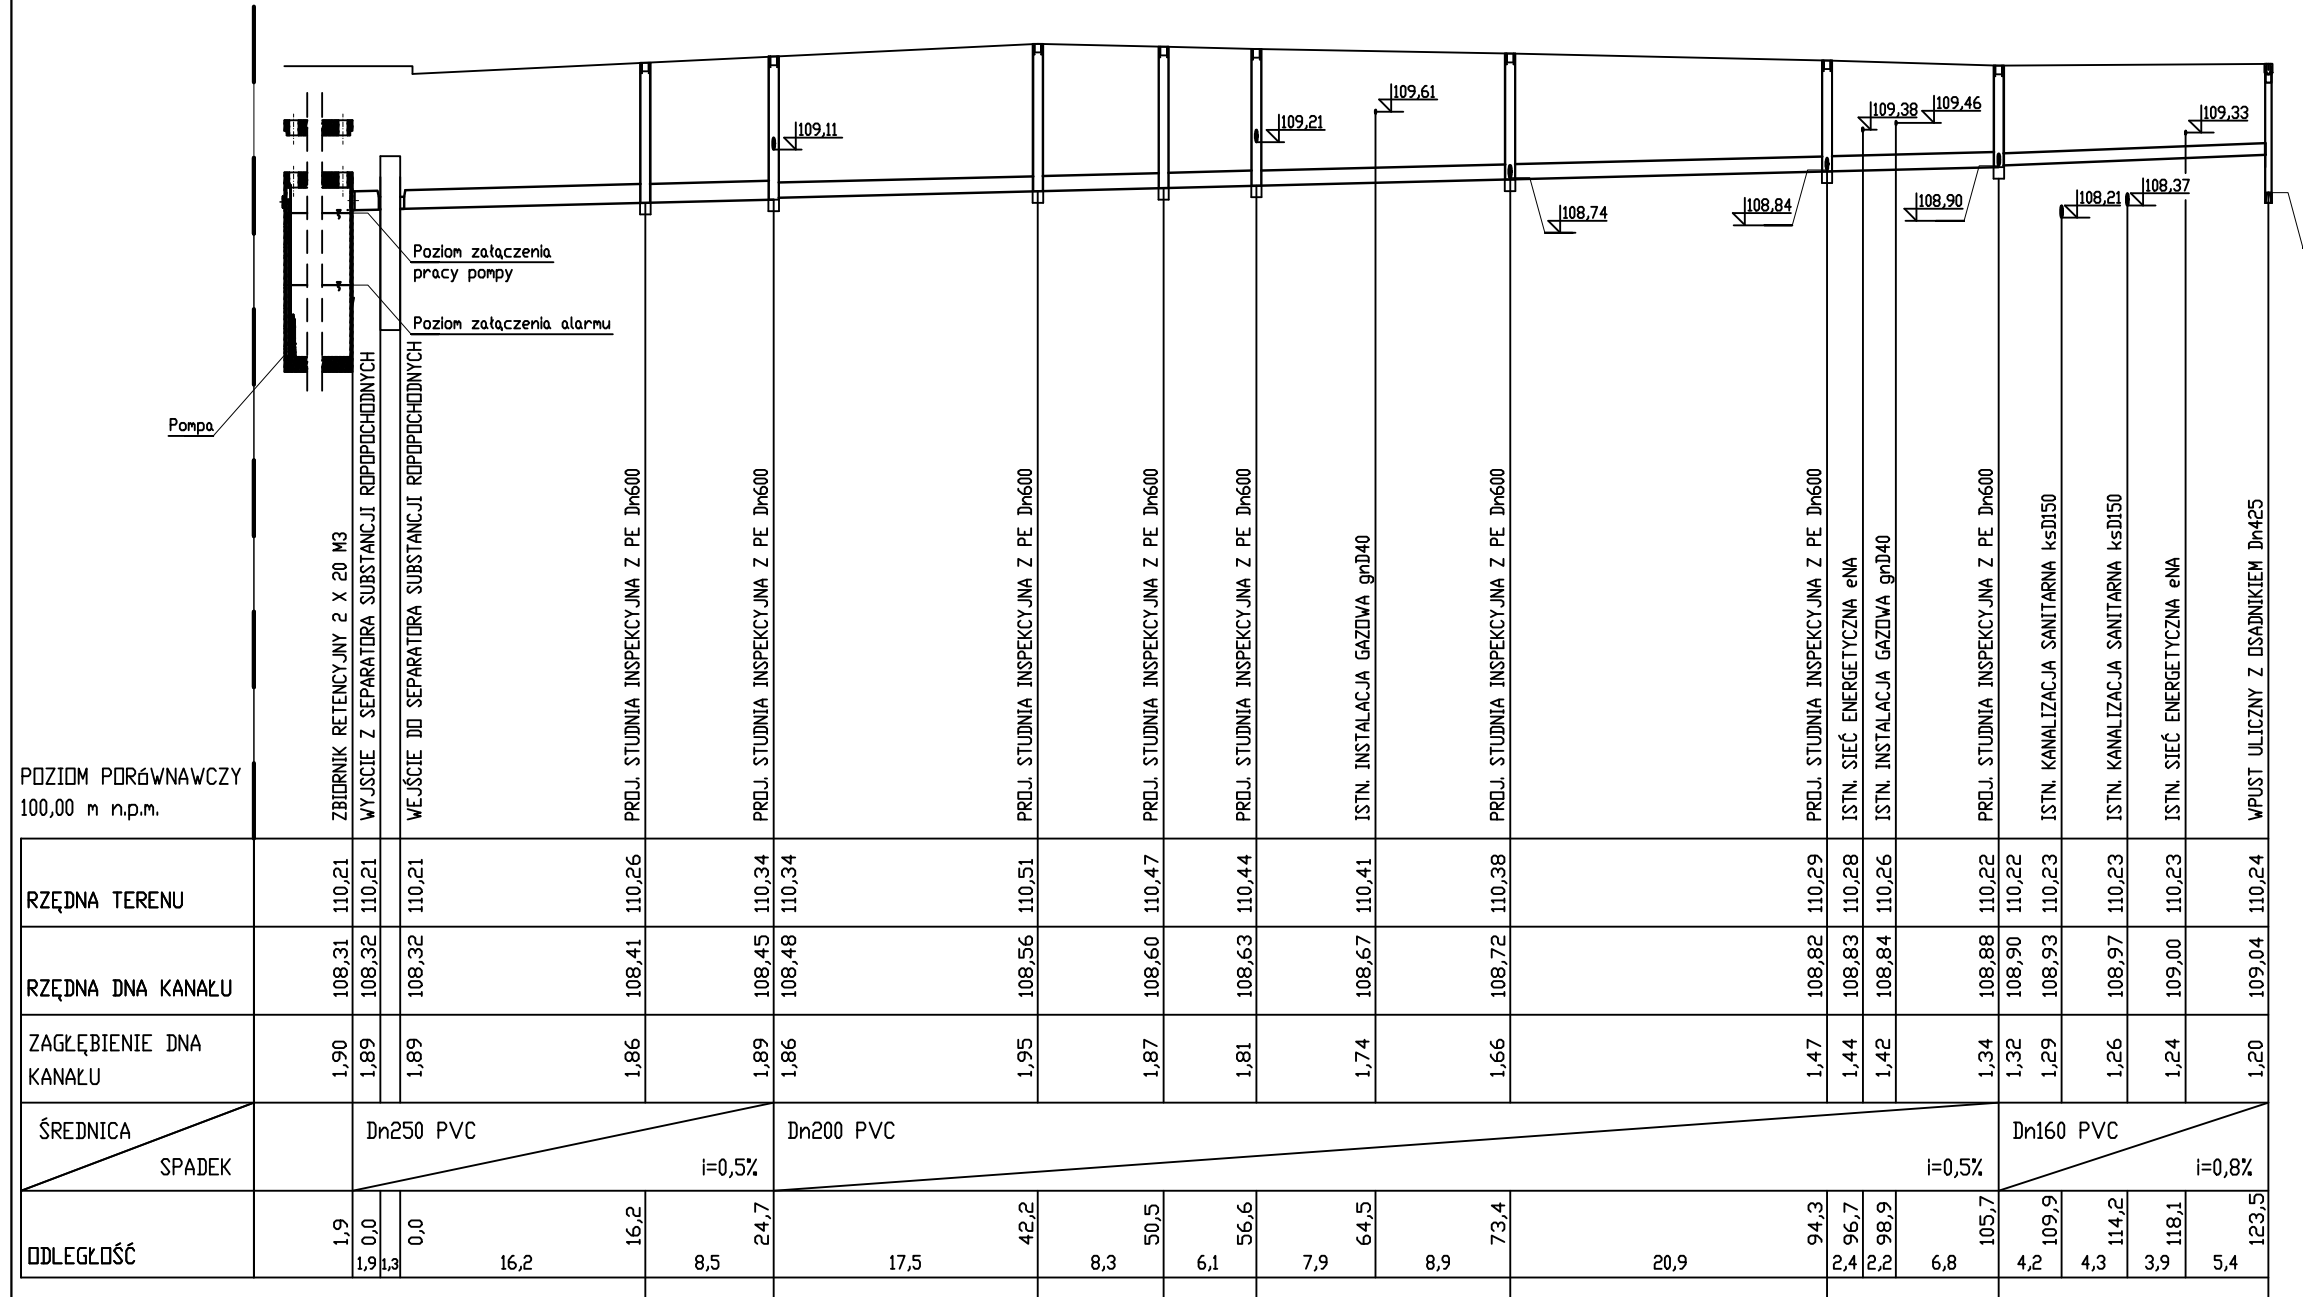 109,61
109,46
109,38
109,33
109,21
109,11
108,37
108,21
108,90
108,84
108,74
Poziom załączenia
pracy pompy
Poziom załączenia alarmu
Pompa
ZBIORNIK RETENCYJNY 2 X 20 M3
WYJSCIE Z SEPARATORA SUBSTANCJI ROPOPOCHODNYCH
WEJŚCIE DO SEPARATORA SUBSTANCJI ROPOPOCHODNYCH
PROJ. STUDNIA INSPEKCYJNA Z PE Dn600
PROJ. STUDNIA INSPEKCYJNA Z PE Dn600
PROJ. STUDNIA INSPEKCYJNA Z PE Dn600
PROJ. STUDNIA INSPEKCYJNA Z PE Dn600
PROJ. STUDNIA INSPEKCYJNA Z PE Dn600
ISTN. INSTALACJA GAZOWA gnD40
PROJ. STUDNIA INSPEKCYJNA Z PE Dn600
PROJ. STUDNIA INSPEKCYJNA Z PE Dn600
ISTN. SIEĆ ENERGETYCZNA eNA
ISTN. INSTALACJA GAZOWA gnD40
PROJ. STUDNIA INSPEKCYJNA Z PE Dn600
ISTN. KANALIZACJA SANITARNA ksD150
ISTN. KANALIZACJA SANITARNA ksD150
ISTN. SIEĆ ENERGETYCZNA eNA
WPUST ULICZNY Z OSADNIKIEM Dn425
POZIOM PORóWNAWCZY
100,00 m n.p.m.
RZĘDNA TERENU 110,21 110,21 110,21 110,26 110,34 110,34 110,51 110,47 110,44 110,41 110,38 110,29 110,28 110,26 110,22 110,22 110,23 110,23 110,23 110,24
RZĘDNA DNA KANAŁU 108,31 108,32 108,32 108,41 108,45 108,48 108,56 108,60 108,63 108,67 108,72 108,82 108,83 108,84 108,88 108,90 108,93 108,97 109,00 109,04
ZAGŁĘBIENIE DNA
KANAŁU 1,90 1,89 1,89 1,86 1,89 1,86 1,95 1,87 1,81 1,74 1,66 1,47 1,44 1,42 1,34 1,32 1,29 1,26 1,24 1,20
ŚREDNICA Dn250 PVC Dn200 PVC Dn160 PVC
SPADEK i=0,5% i=0,5% i=0,8%
ODLEGŁOŚĆ 1,9 0,0 0,0 16,2 24,7 42,2 50,5 56,6 64,5 73,4 94,3 96,7 98,9 105,7 109,9 114,2 118,1 123,5
1,9 1,3 16,2 8,5 17,5 8,3 6,1 7,9 8,9 20,9 2,4 2,2 6,8 4,2 4,3 3,9 5,4